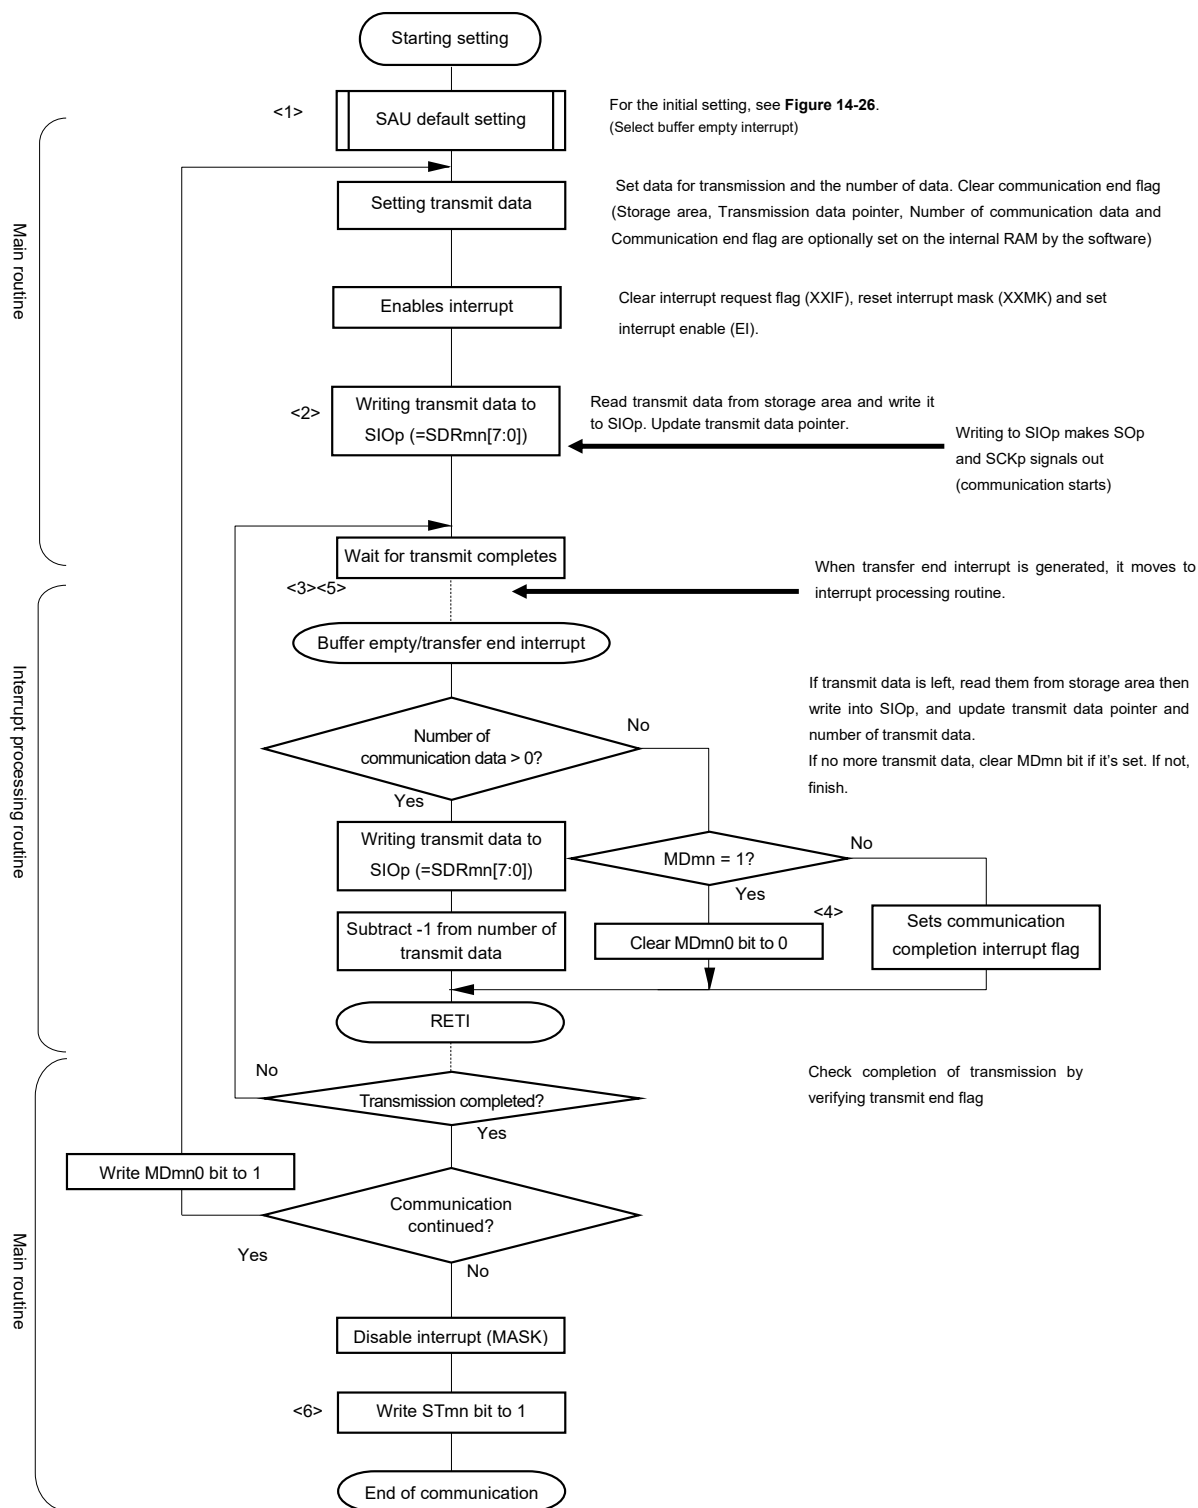 Starting setting
<1>
SAU default setting
For the initial setting, see Figure 14-26.
(Select buffer empty interrupt)
Main routine
Setting transmit data
Set data for transmission and the number of data. Clear communication end flag
(Storage area, Transmission data pointer, Number of communication data and
Communication end flag are optionally set on the internal RAM by the software)
Enables interrupt
Clear interrupt request flag (XXIF), reset interrupt mask (XXMK) and set
interrupt enable (EI).
<2>
Writing transmit data to
SIOp (=SDRmn[7:0])
Read transmit data from storage area and write it
to SIOp. Update transmit data pointer.
Writing to SIOp makes SOp
and SCKp signals out
(communication starts)
Wait for transmit completes
<3><5>
When transfer end interrupt is generated, it moves to
interrupt processing routine.
Interrupt processing routine
Buffer empty/transfer end interrupt
If transmit data is left, read them from storage area then
write into SIOp, and update transmit data pointer and
number of transmit data.
If no more transmit data, clear MDmn bit if it's set. If not,
finish.
Number of
communication data > 0?
No
Yes
Writing transmit data to
SIOp (=SDRmn[7:0])
MDmn = 1?
No
Yes
Subtract -1 from number of
transmit data
<4>
Clear MDmn0 bit to 0
Sets communication
completion interrupt flag
RETI
Main routine
No
Transmission completed?
Yes
Check completion of transmission by
verifying transmit end flag
Write MDmn0 bit to 1
Communication
continued?
Yes
No
Disable interrupt (MASK)
<6>
Write STmn bit to 1
End of communication